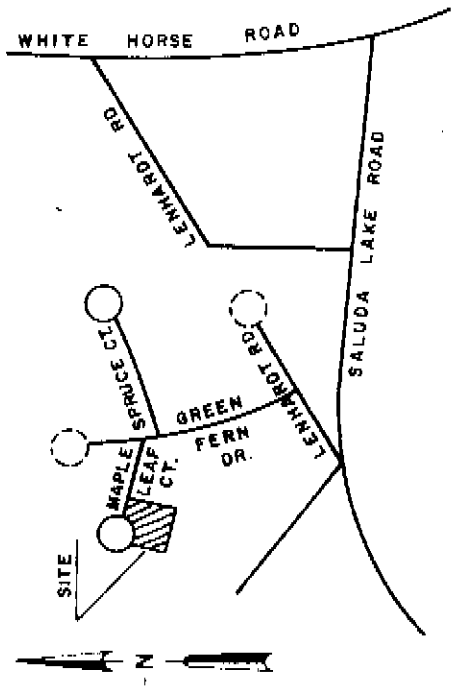 WHITE HORSE ROAD
LENHARDT RD
SALUDA LAKE ROAD
SPRUCE CT.
GREEN
FERN
DR.
LENHARDT RD
MAPLE
LEAF
CT.
SITE
N